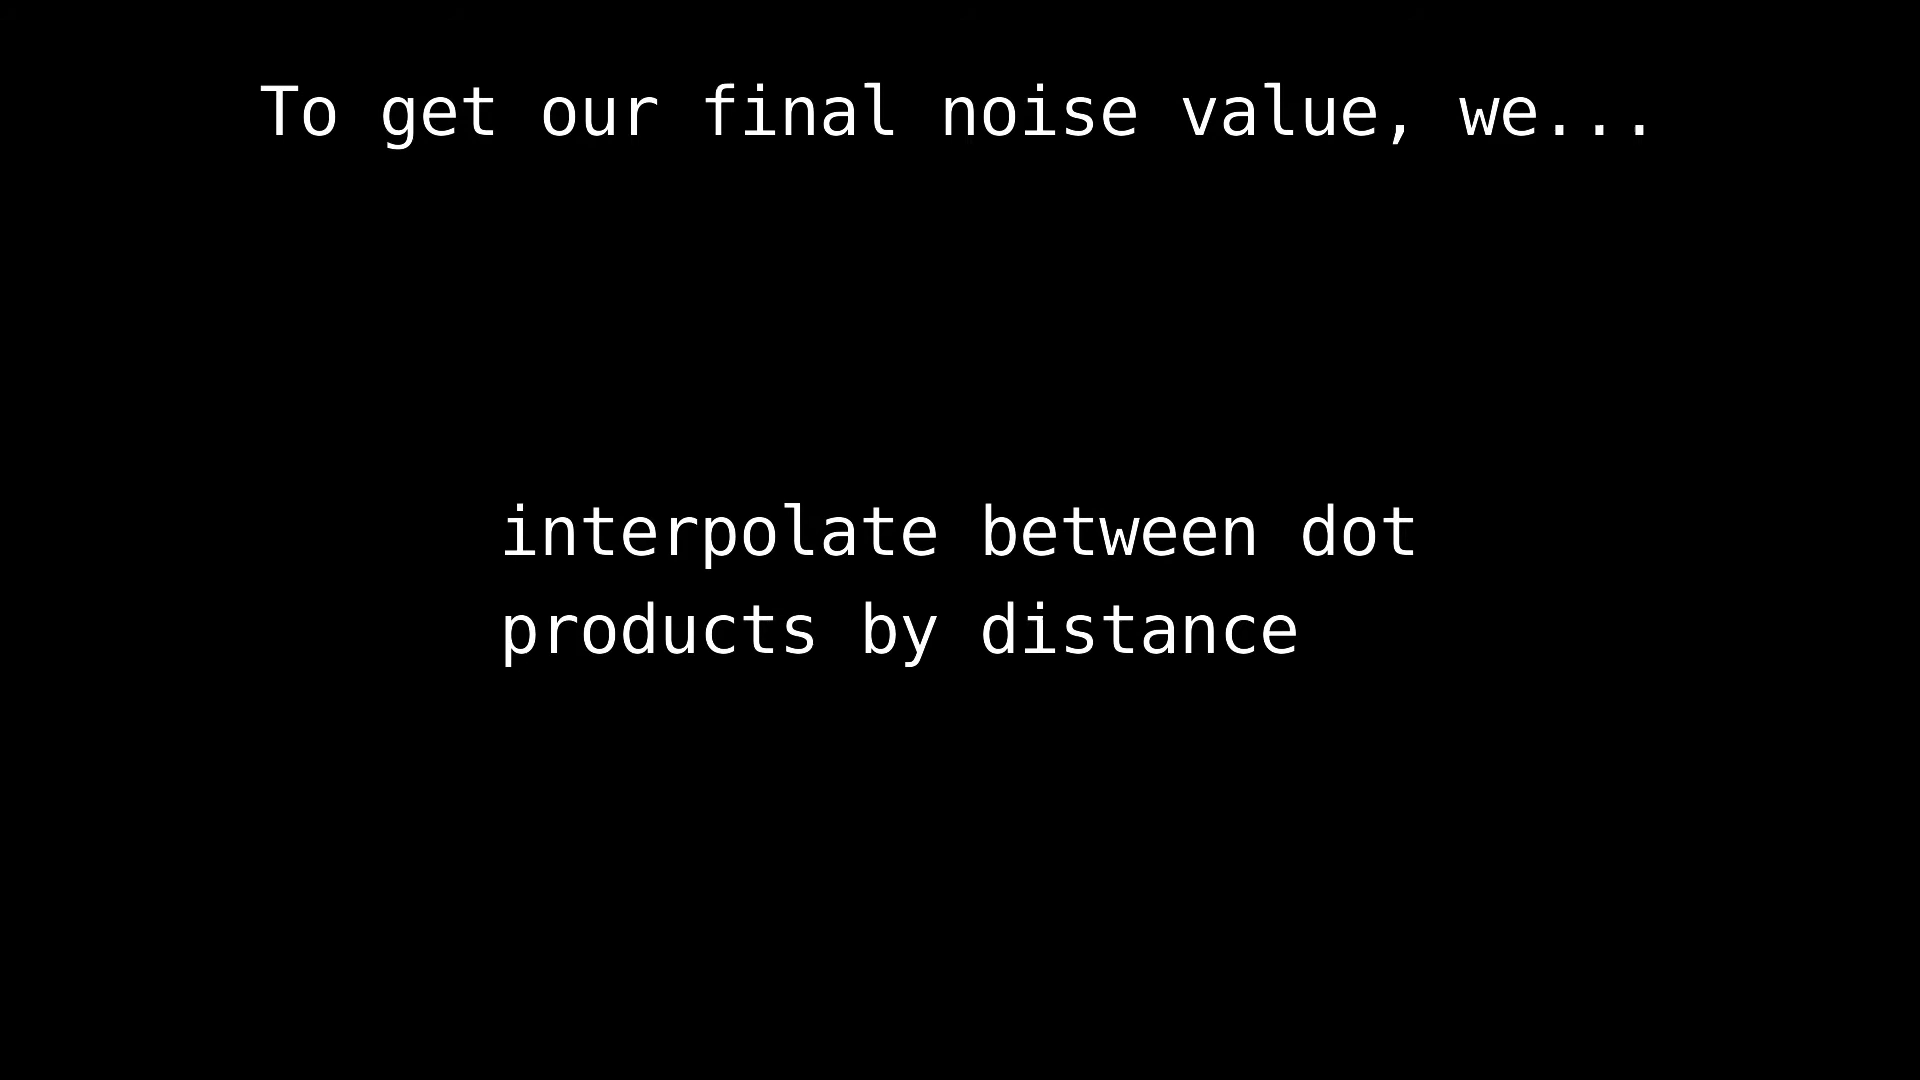 To get our final noise value, we...
interpolate between dot
products by distance